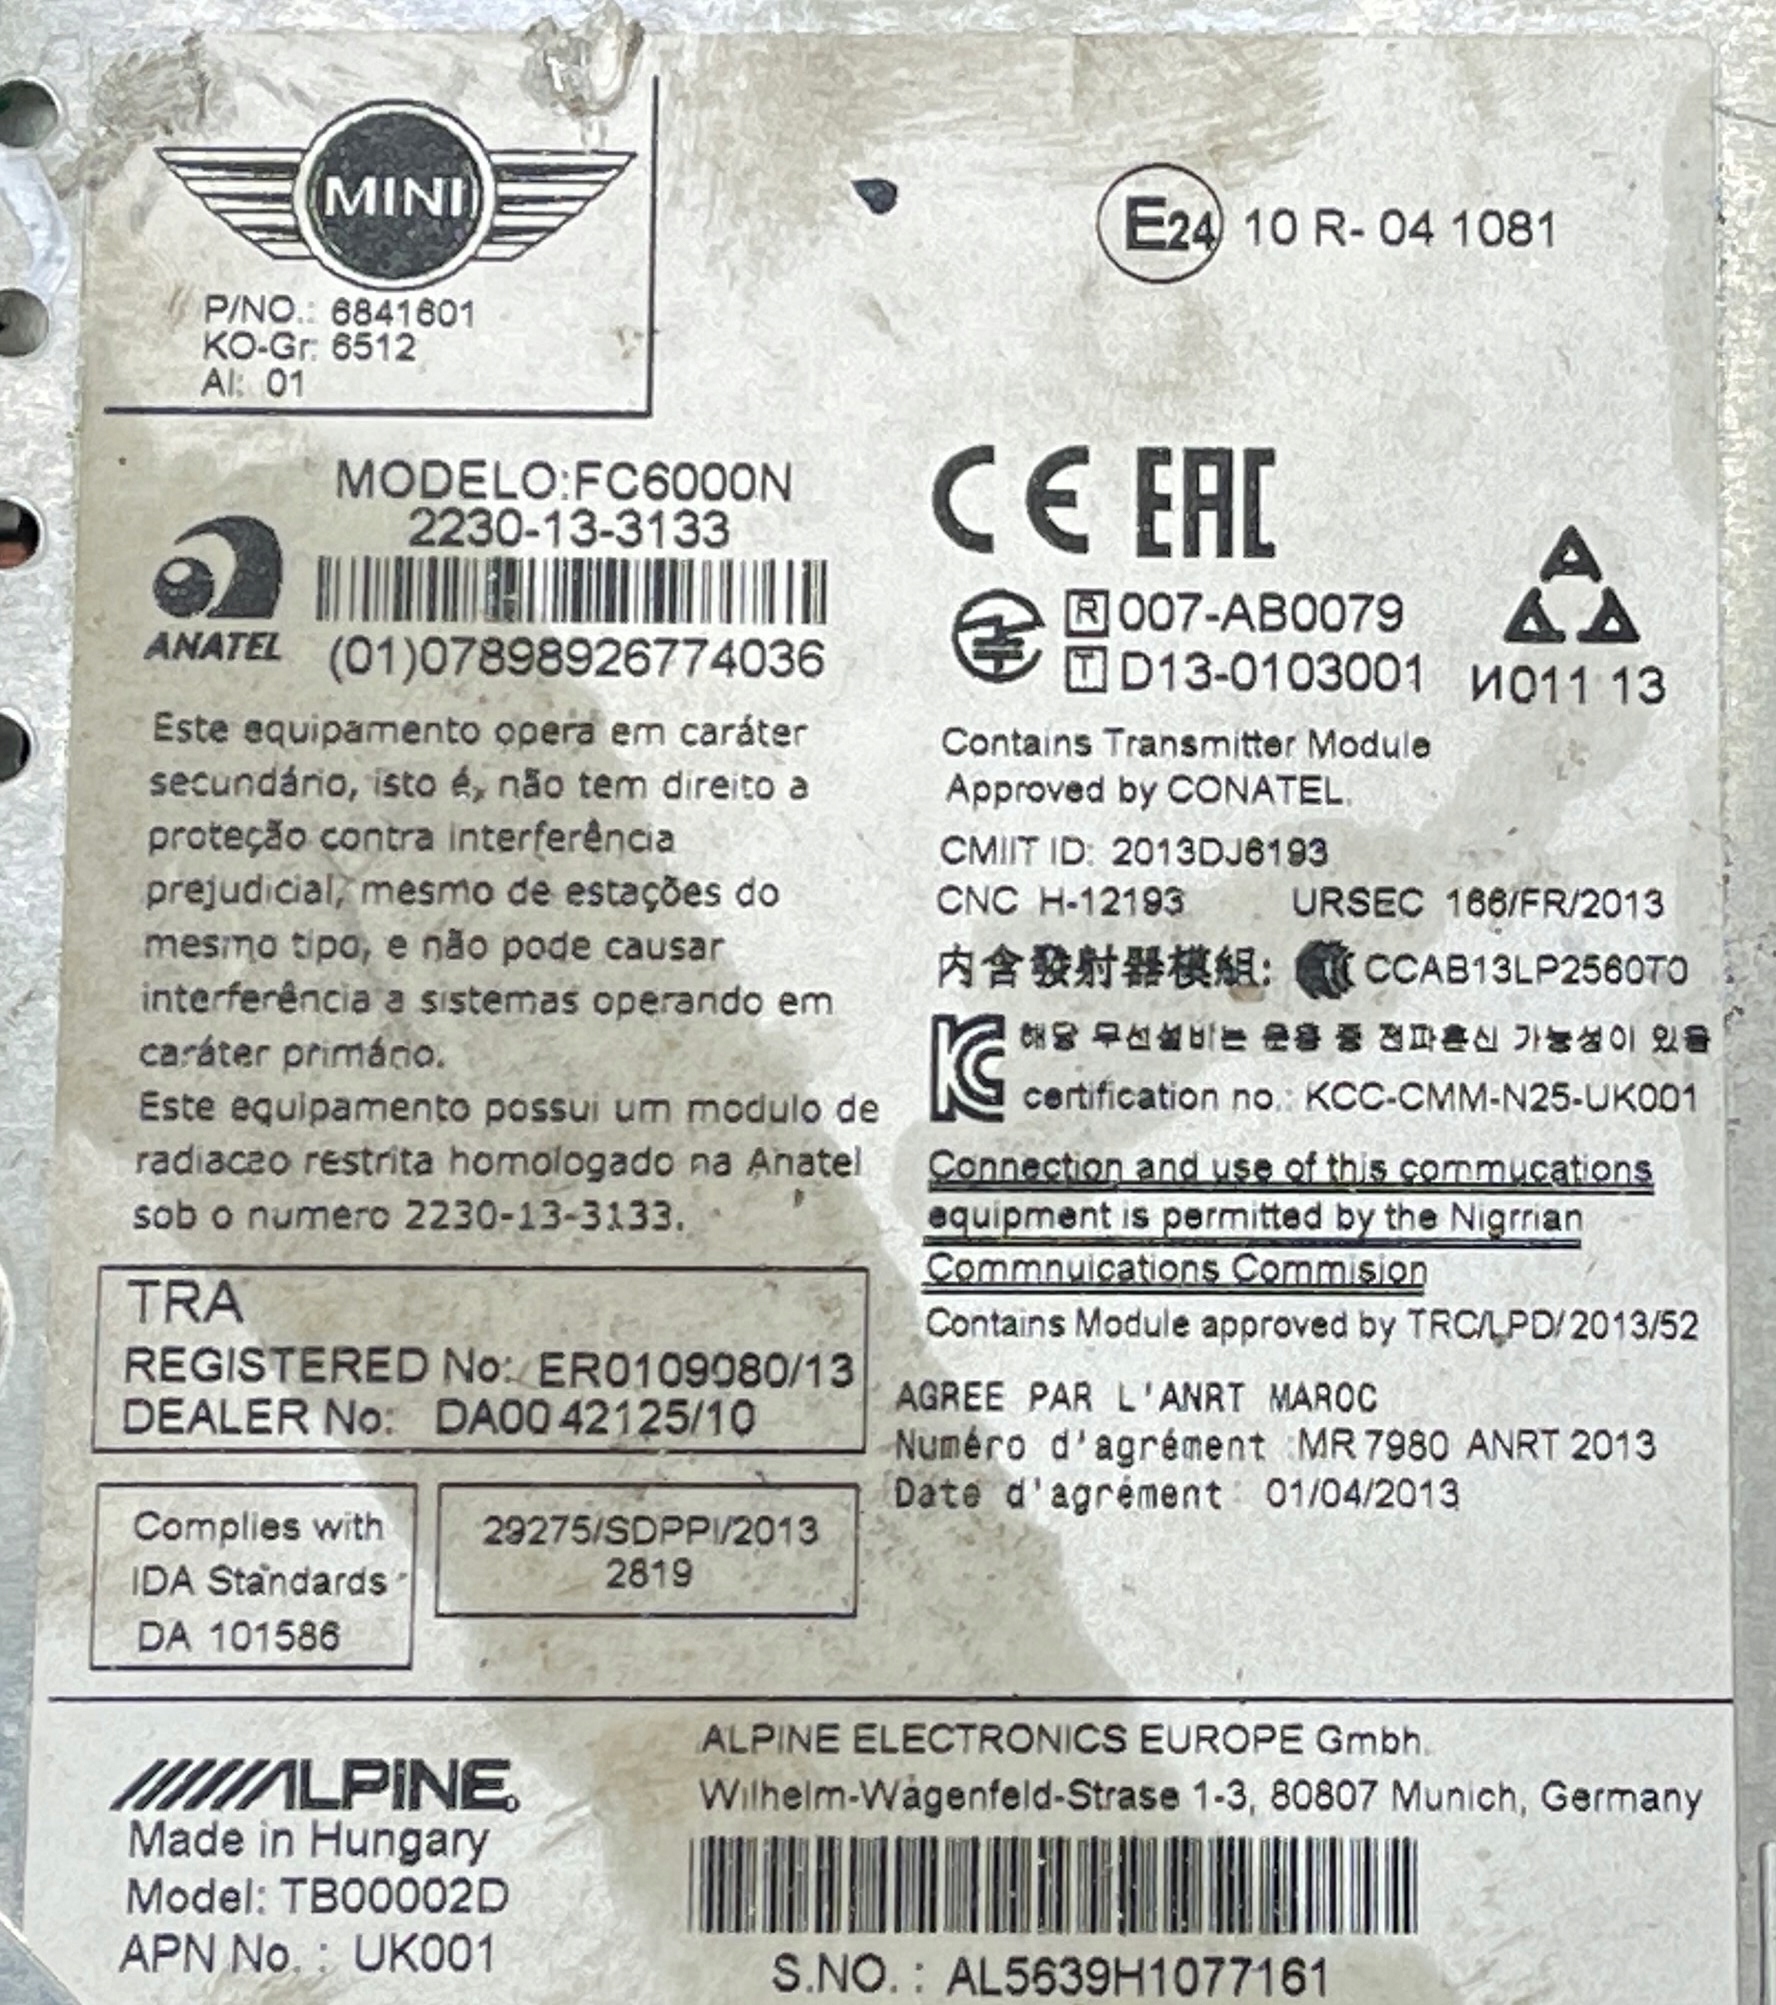 MINI
P/NO.: 6841601
KO-Gr: 6512
AI: 01
E24 10 R- 04 1081
MODELO:FC6000N
2230-13-3133
ANATEL
(01)07898926774036
Este equipamento opera em caráter
secundário, isto é, não tem direito a
proteção contra interferência
prejudicial, mesmo de estações do
mesmo tipo, e não pode causar
interferência a sistemas operando em
caráter primário.
Este equipamento possui um modulo de
radiacao restrita homologado na Anatel
sob o numero 2230-13-3133.
TRA
REGISTERED No: ER0109080/13
DEALER No: DA0042125/10
Complies with
IDA Standards
DA 101586
29275/SDPPI/2013
2819
CE EAC
R 007-AB0079
T D13-0103001
И011 13
Contains Transmitter Module
Approved by CONATEL.
CMIIT ID: 2013DJ6193
CNC H-12193 URSEC 166/FR/2013
內含發射器模組: CCAB13LP2560T0
해당 무선설비는 운용 중 전파혼신 가능성이 있음
certification no.: KCC-CMM-N25-UK001
Connection and use of this commucations
equipment is permitted by the Nigrrian
Commnuications Commision
Contains Module approved by TRC/LPD/2013/52
AGREE PAR L'ANRT MAROC
Numéro d'agrément :MR 7980 ANRT 2013
Date d'agrément : 01/04/2013
ALPINE
Made in Hungary
Model: TB00002D
APN No. : UK001
ALPINE ELECTRONICS EUROPE Gmbh.
Wilhelm-Wagenfeld-Strase 1-3, 80807 Munich, Germany
S.NO. : AL5639H1077161